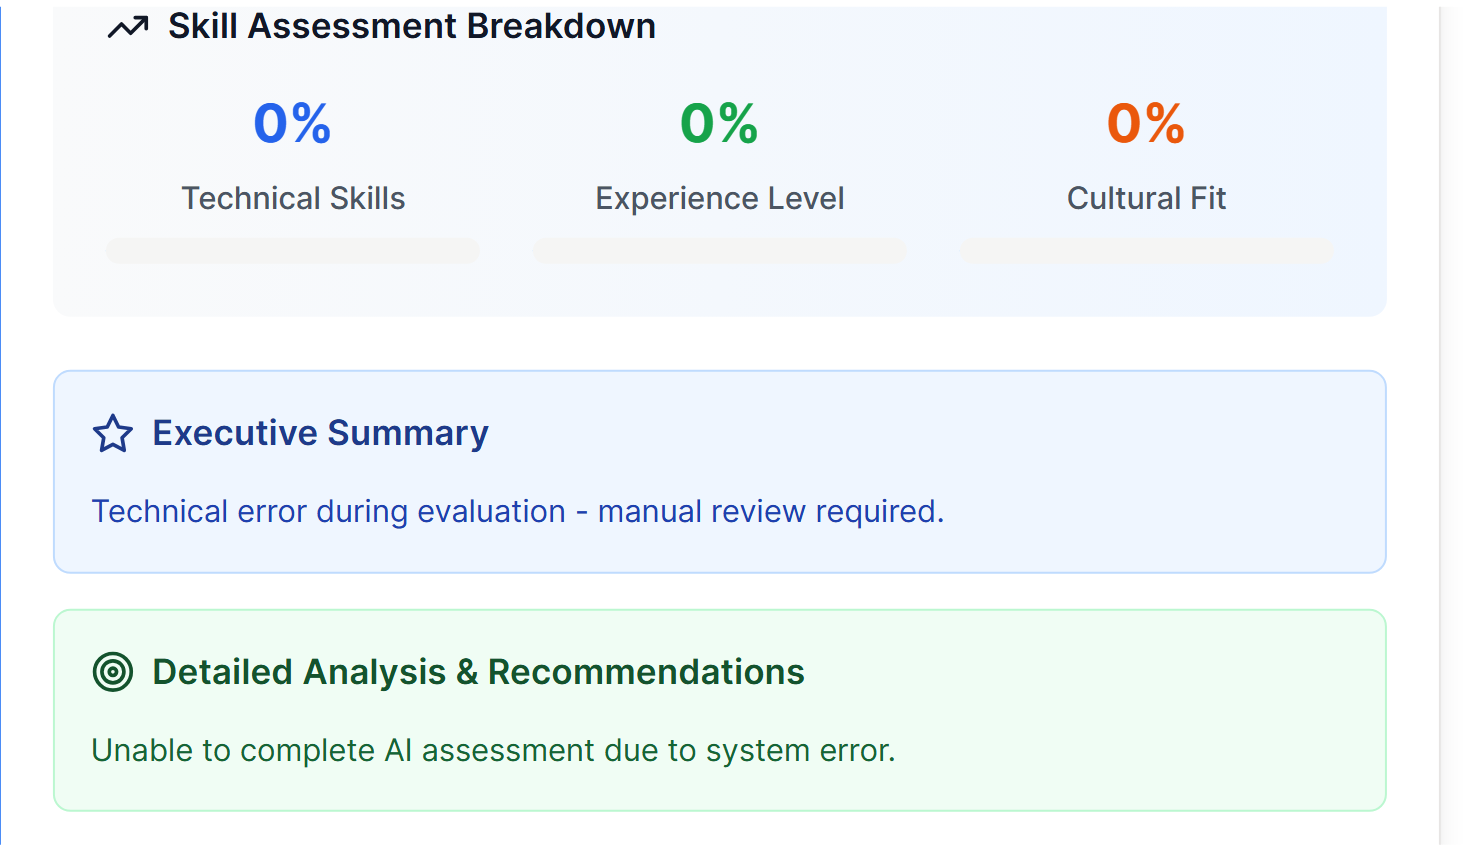 Skill Assessment Breakdown
0%
Technical Skills
0%
Experience Level
0%
Cultural Fit
Executive Summary
Technical error during evaluation - manual review required.
Detailed Analysis & Recommendations
Unable to complete AI assessment due to system error.